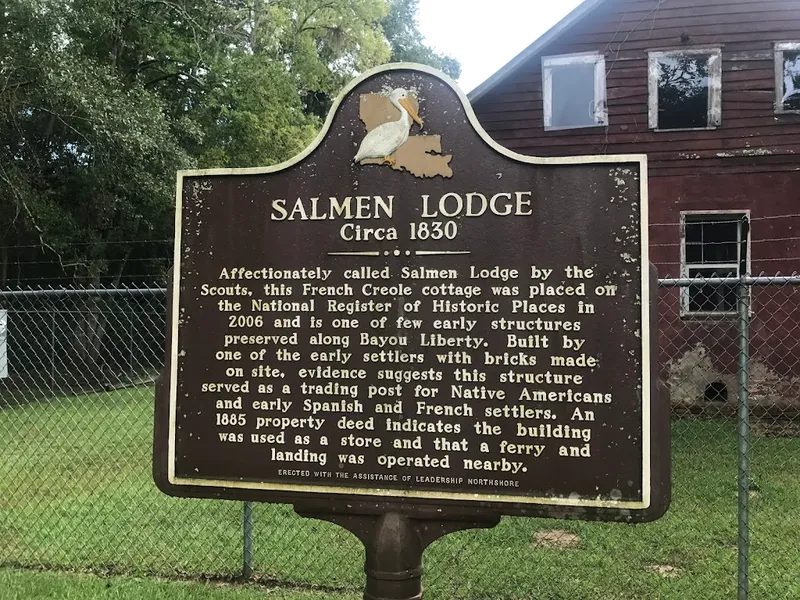 SALMEN LODGE
Circa 1830
Affectionately called Salmen Lodge by the
Scouts, this French Creole cottage was placed on
the National Register of Historic Places in
2006 and is one of few early structures
preserved along Bayou Liberty. Built by
one of the early settlers with bricks made
on site, evidence suggests this structure
served as a trading post for Native Americans
and early Spanish and French settlers. An
1885 property deed indicates the building
was used as a store and that a ferry and
landing was operated nearby.
ERECTED WITH THE ASSISTANCE OF LEADERSHIP NORTHSHORE